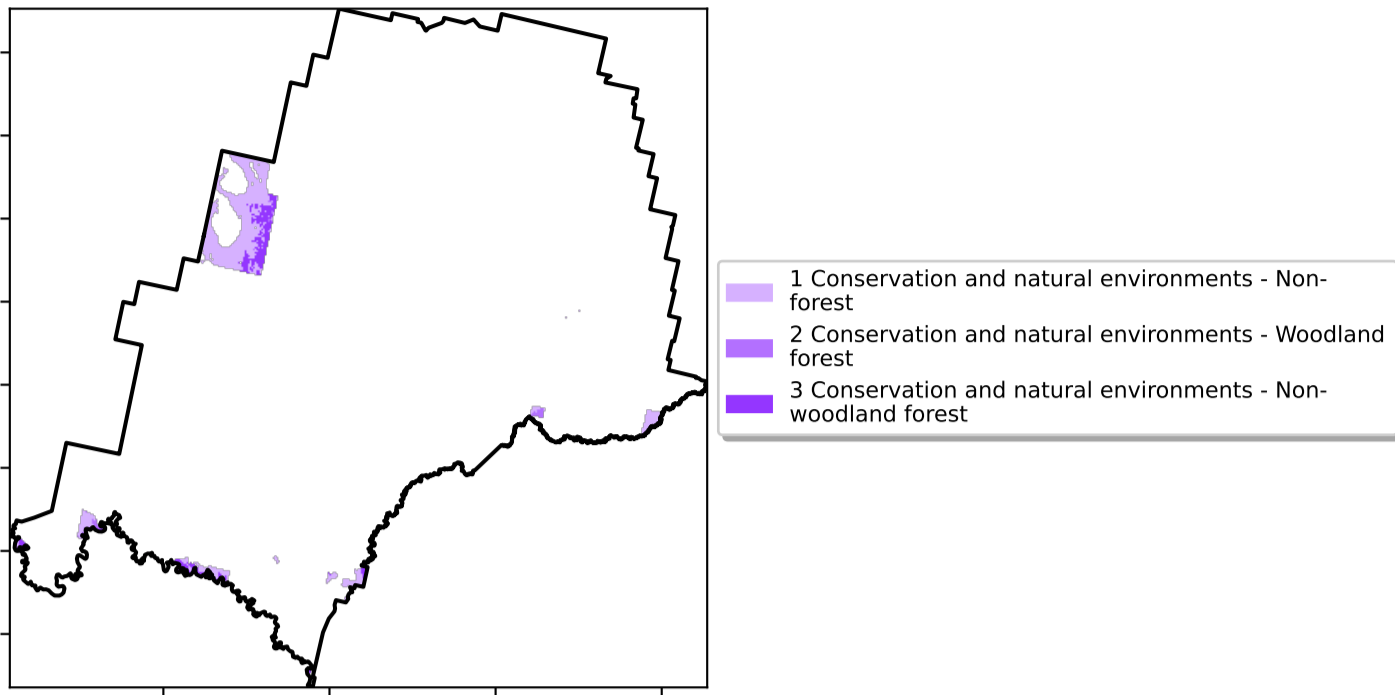 1 Conservation and natural environments - Non-
forest
2 Conservation and natural environments - Woodland
forest
3 Conservation and natural environments - Non-
woodland forest